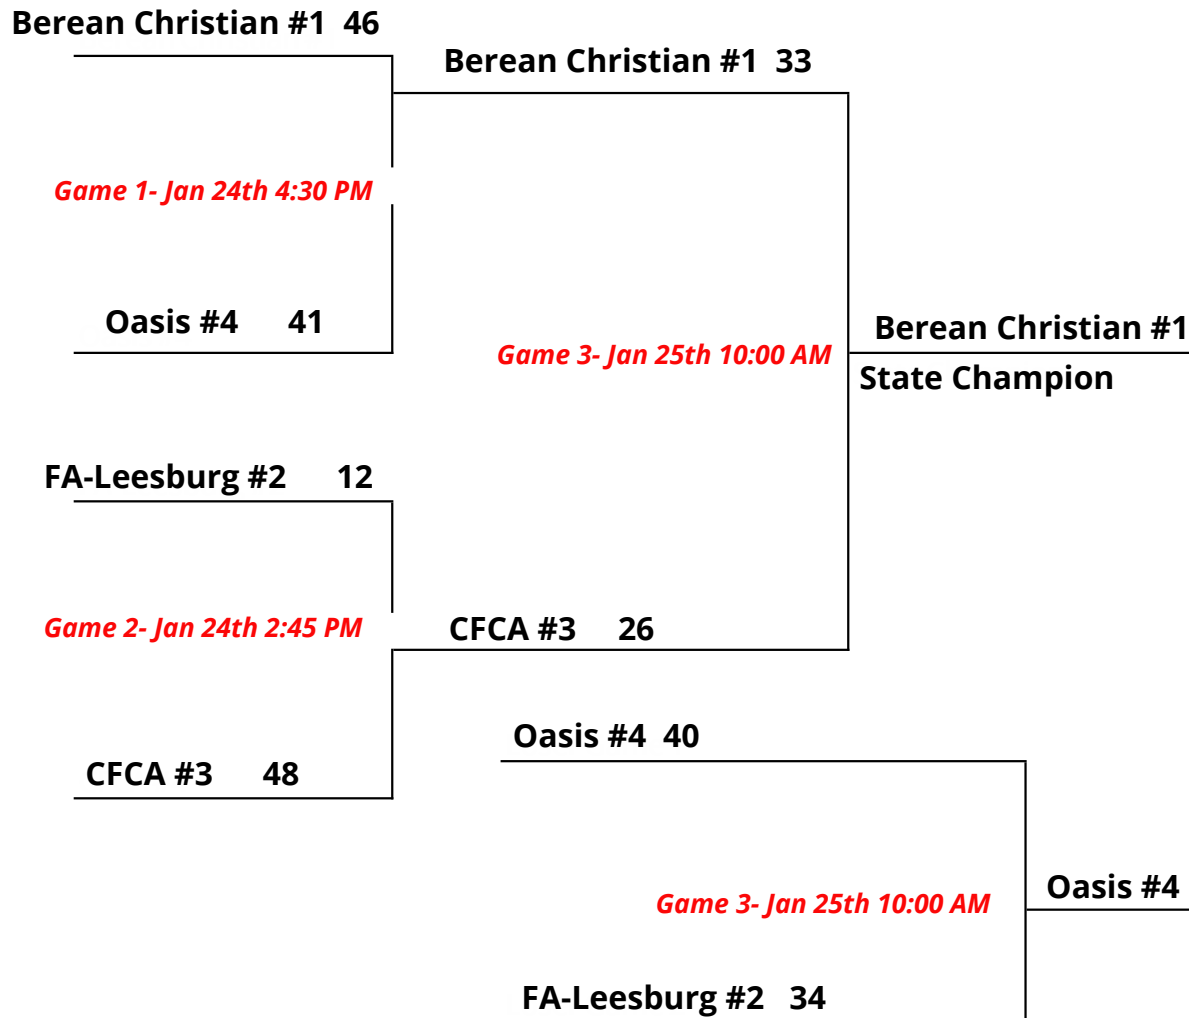 Berean Christian #1 46
Berean Christian #1 33
Game 1- Jan 24th 4:30 PM
Oasis #4 41
Berean Christian #1
Game 3- Jan 25th 10:00 AM
State Champion
FA-Leesburg #2 12
Game 2- Jan 24th 2:45 PM
CFCA #3 26
Oasis #4 40
CFCA #3 48
Oasis #4
Game 3- Jan 25th 10:00 AM
FA-Leesburg #2 34